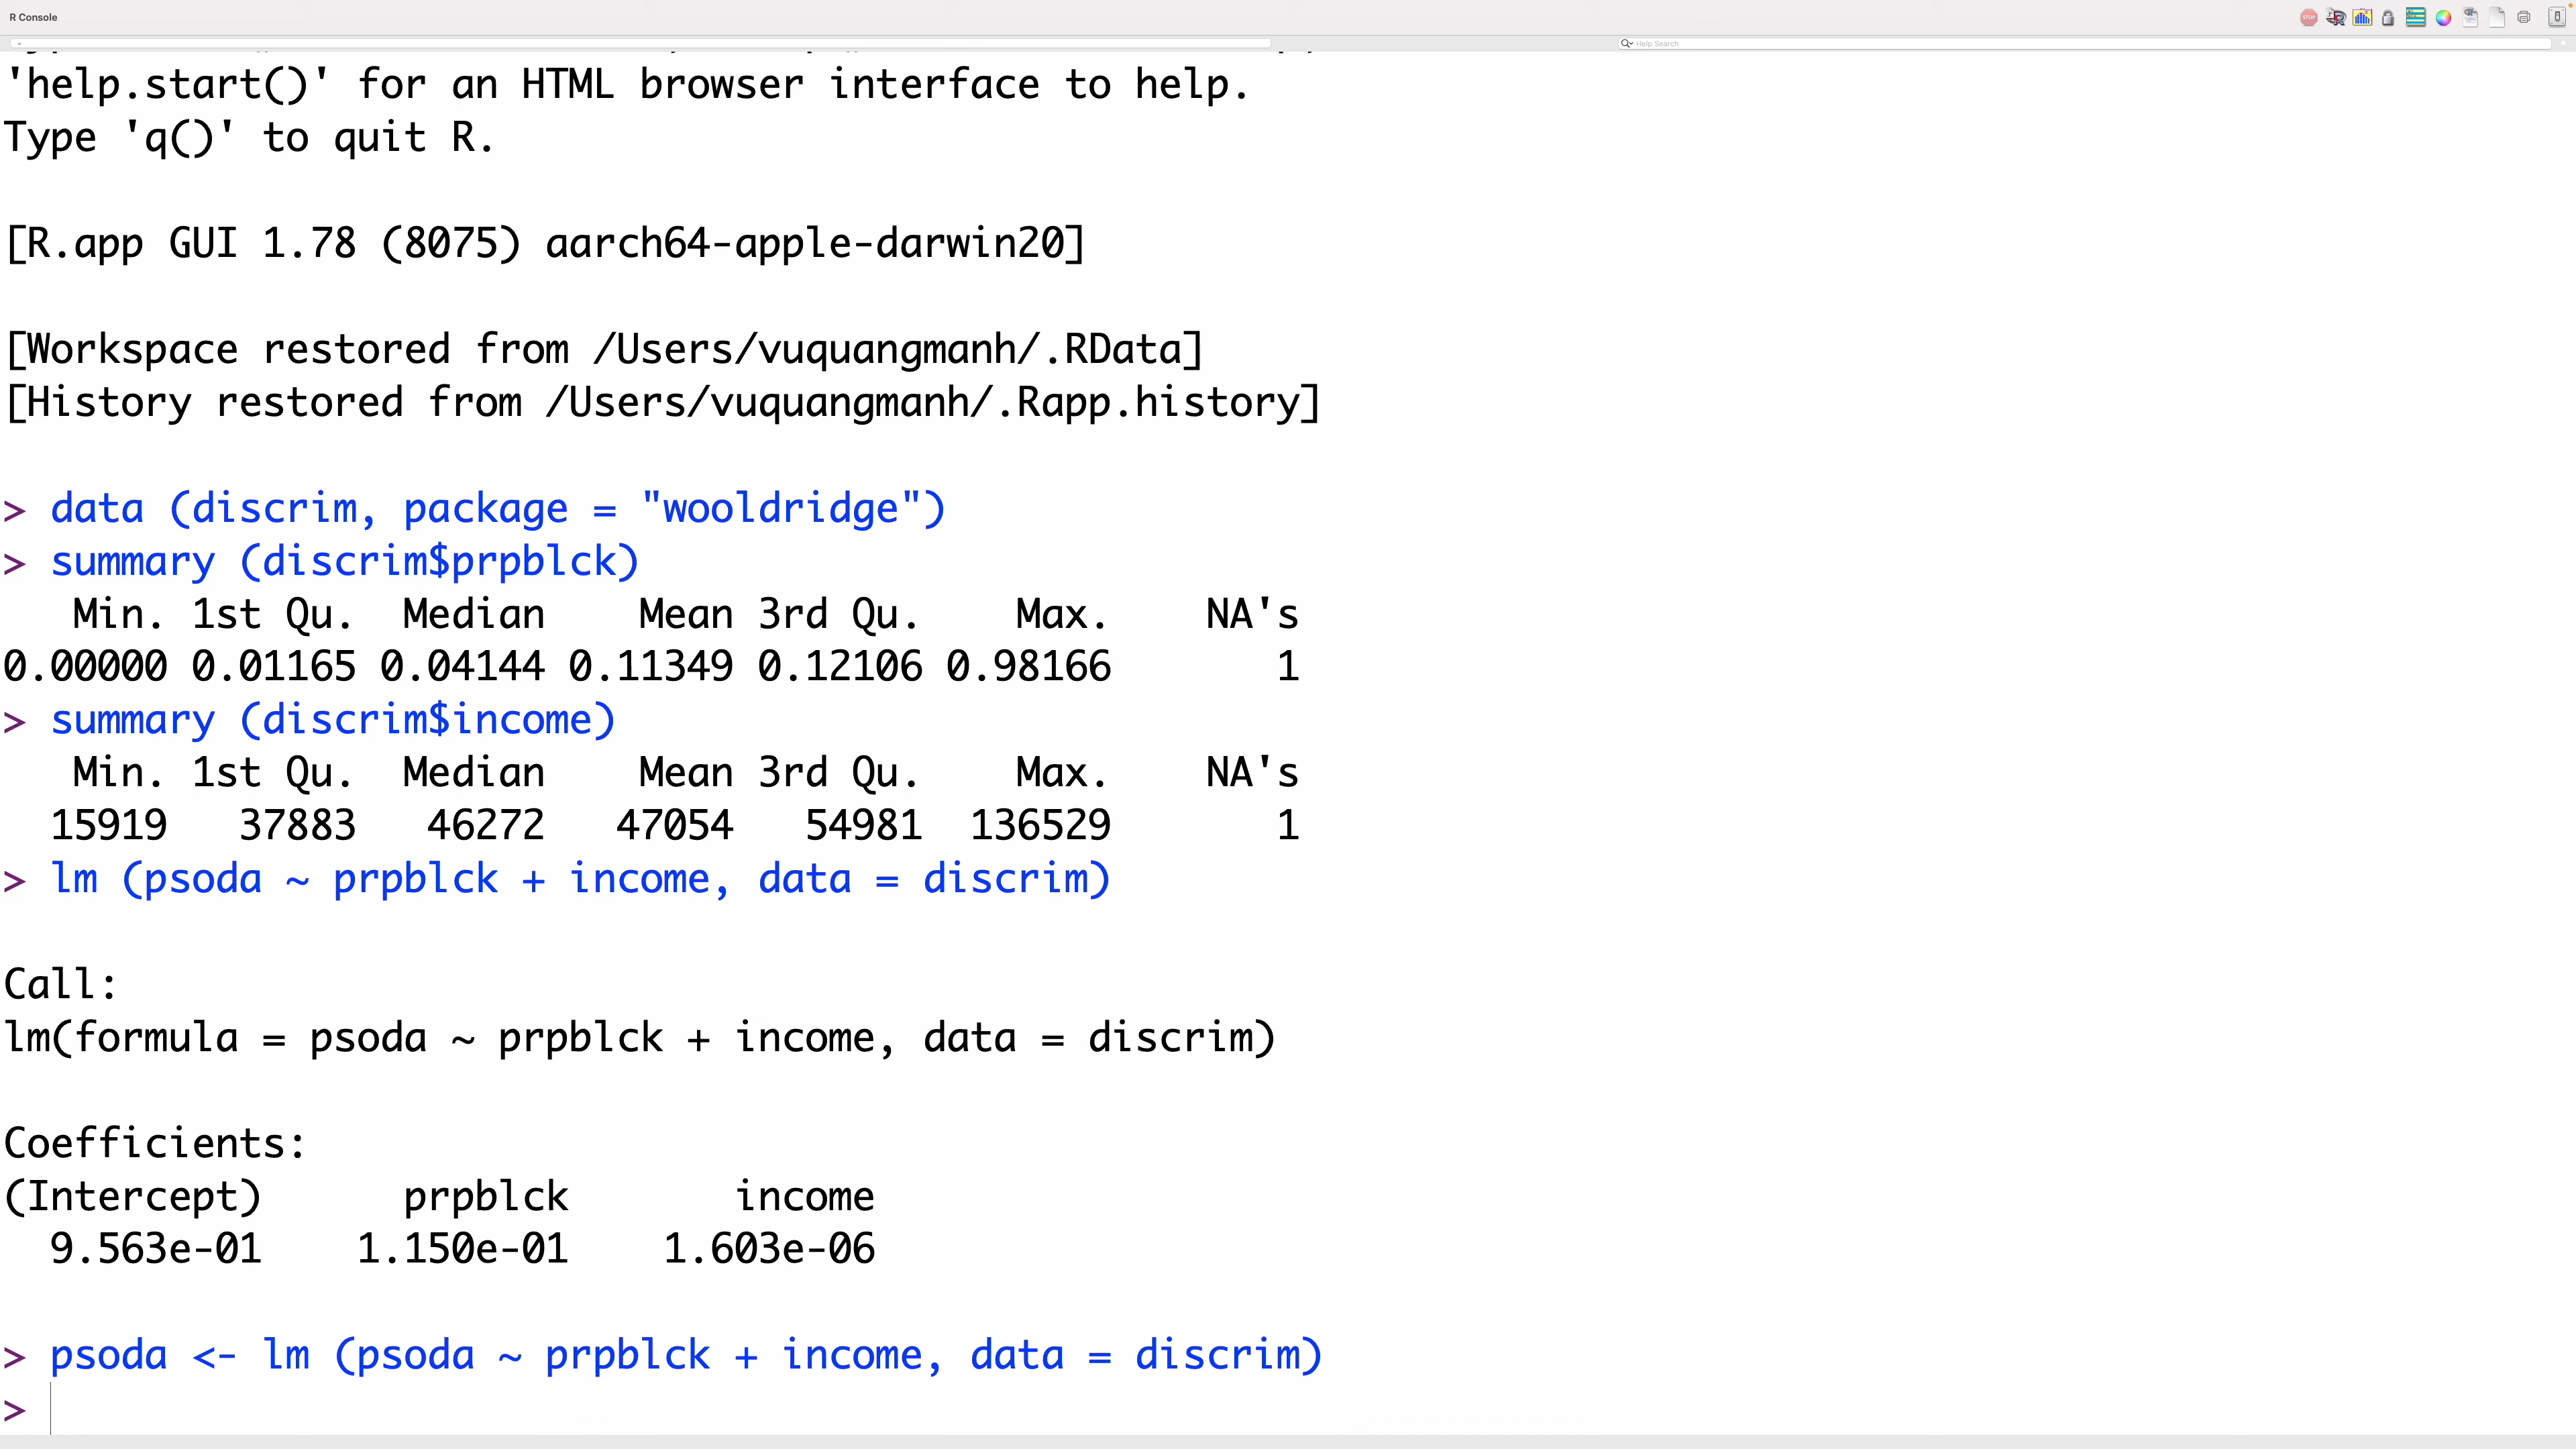 R Console
Help Search
'help.start()' for an HTML browser interface to help.
Type 'q()' to quit R.
[R.app GUI 1.78 (8075) aarch64-apple-darwin20]
[Workspace restored from /Users/vuquangmanh/.RData]
[History restored from /Users/vuquangmanh/.Rapp.history]
> data (discrim, package = "wooldridge")
> summary (discrim$prpblck)
Min. 1st Qu. Median Mean 3rd Qu. Max. NA's
0.00000 0.01165 0.04144 0.11349 0.12106 0.98166 1
> summary (discrim$income)
Min. 1st Qu. Median Mean 3rd Qu. Max. NA's
15919 37883 46272 47054 54981 136529 1
> lm (psoda ~ prpblck + income, data = discrim)
Call:
lm(formula = psoda ~ prpblck + income, data = discrim)
Coefficients:
(Intercept) prpblck income
9.563e-01 1.150e-01 1.603e-06
> psoda <- lm (psoda ~ prpblck + income, data = discrim)
>